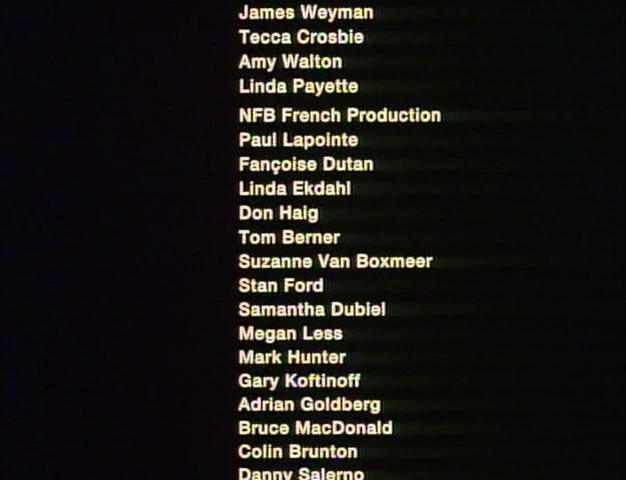 James Weyman
Tecca Crosbie
Amy Walton
Linda Payette
NFB French Production
Paul Lapointe
Fançoise Dutan
Linda Ekdahl
Don Haig
Tom Berner
Suzanne Van Boxmeer
Stan Ford
Samantha Dubiel
Megan Less
Mark Hunter
Gary Koftinoff
Adrian Goldberg
Bruce MacDonald
Colin Brunton
Danny Salerno